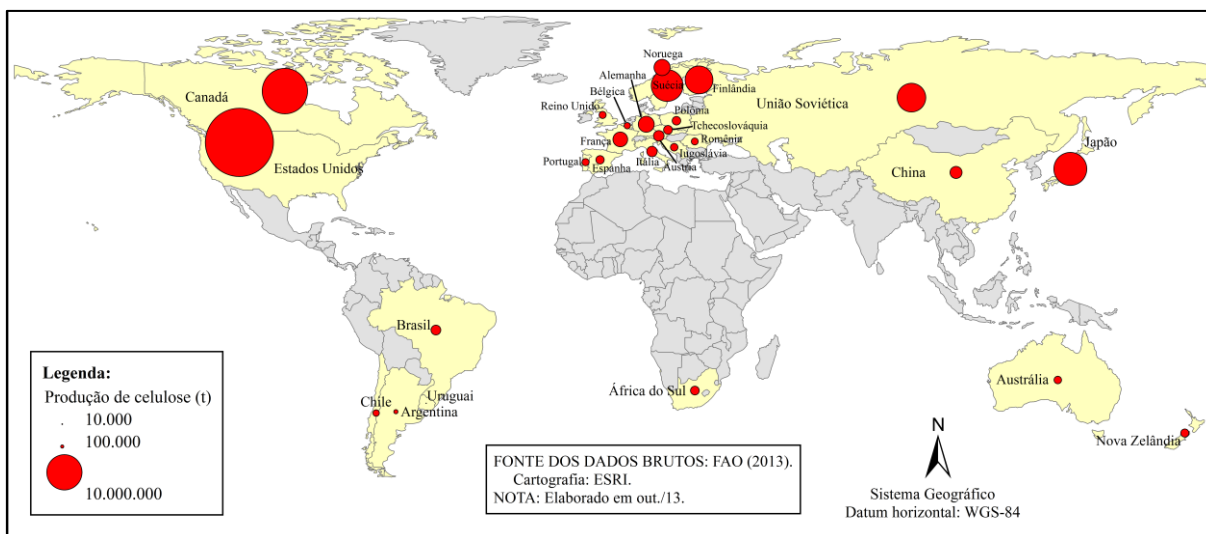 Noruega
Alemanha
Suécia
Finlândia
Canadá
Bélgica
Reino Unido
Polônia
União Soviética
Tchecoslováquia
França
Romênia
Japão
Iugoslávia
Estados Unidos
Portugal
Espanha
Itália
Áustria
China
Brasil
Legenda:
Produção de celulose (t)
10.000
100.000
10.000.000
Chile
Uruguai
Argentina
África do Sul
Austrália
Nova Zelândia
FONTE DOS DADOS BRUTOS: FAO (2013).
Cartografia: ESRI.
NOTA: Elaborado em out./13.
N
Sistema Geográfico
Datum horizontal: WGS-84